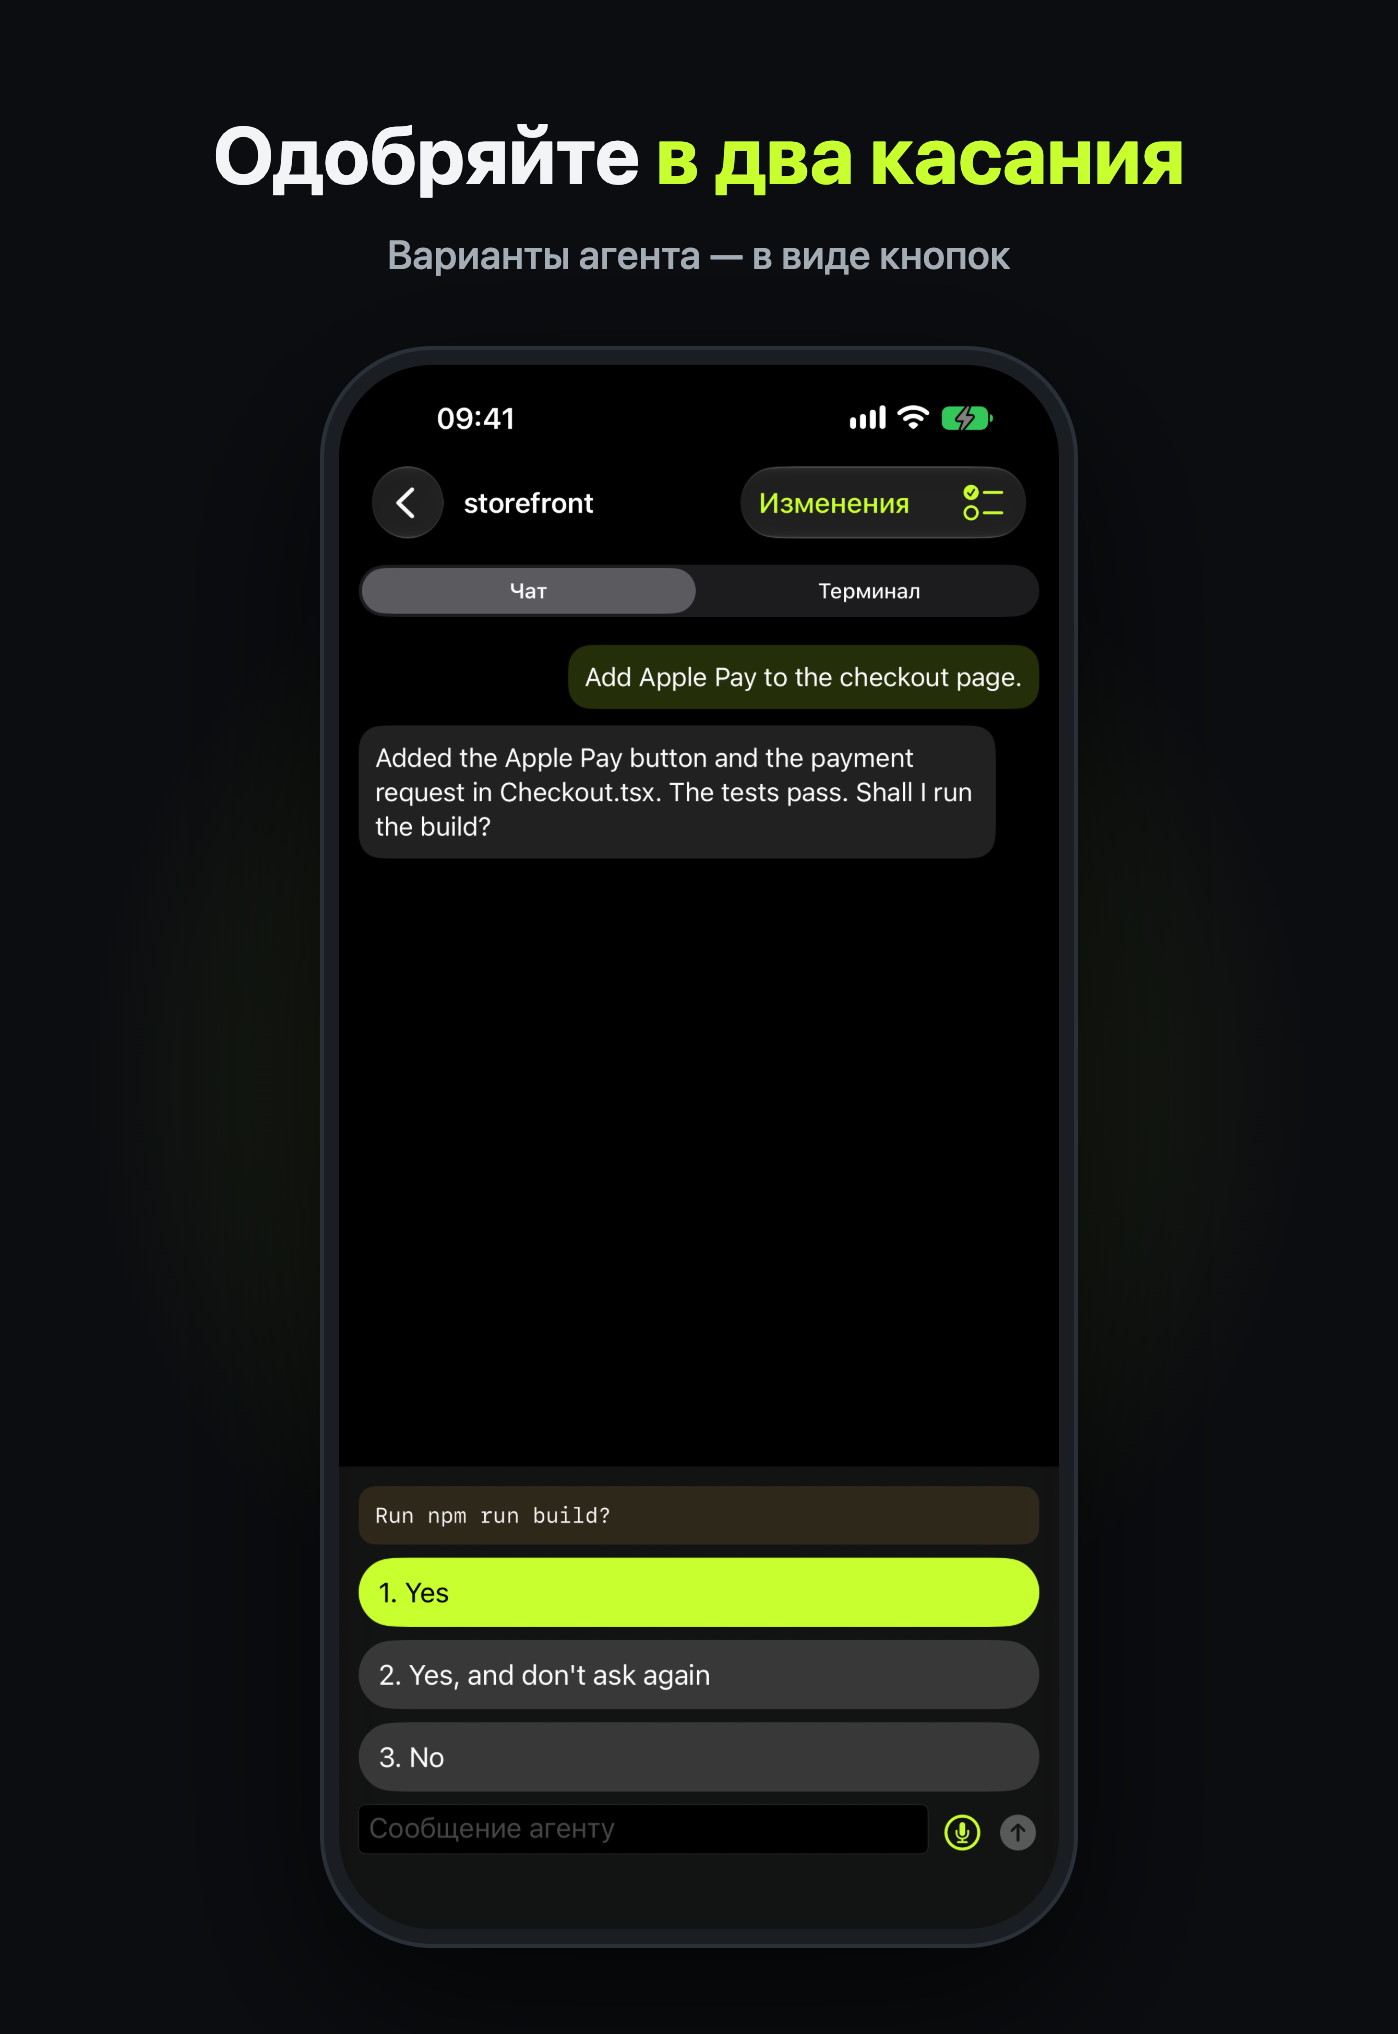 Одобряйте в два касания
Варианты агента — в виде кнопок
09:41
storefront
Изменения
Чат
Терминал
Add Apple Pay to the checkout page.
Added the Apple Pay button and the payment
request in Checkout.tsx. The tests pass. Shall I run
the build?
Run npm run build?
1. Yes
2. Yes, and don't ask again
3. No
Сообщение агенту